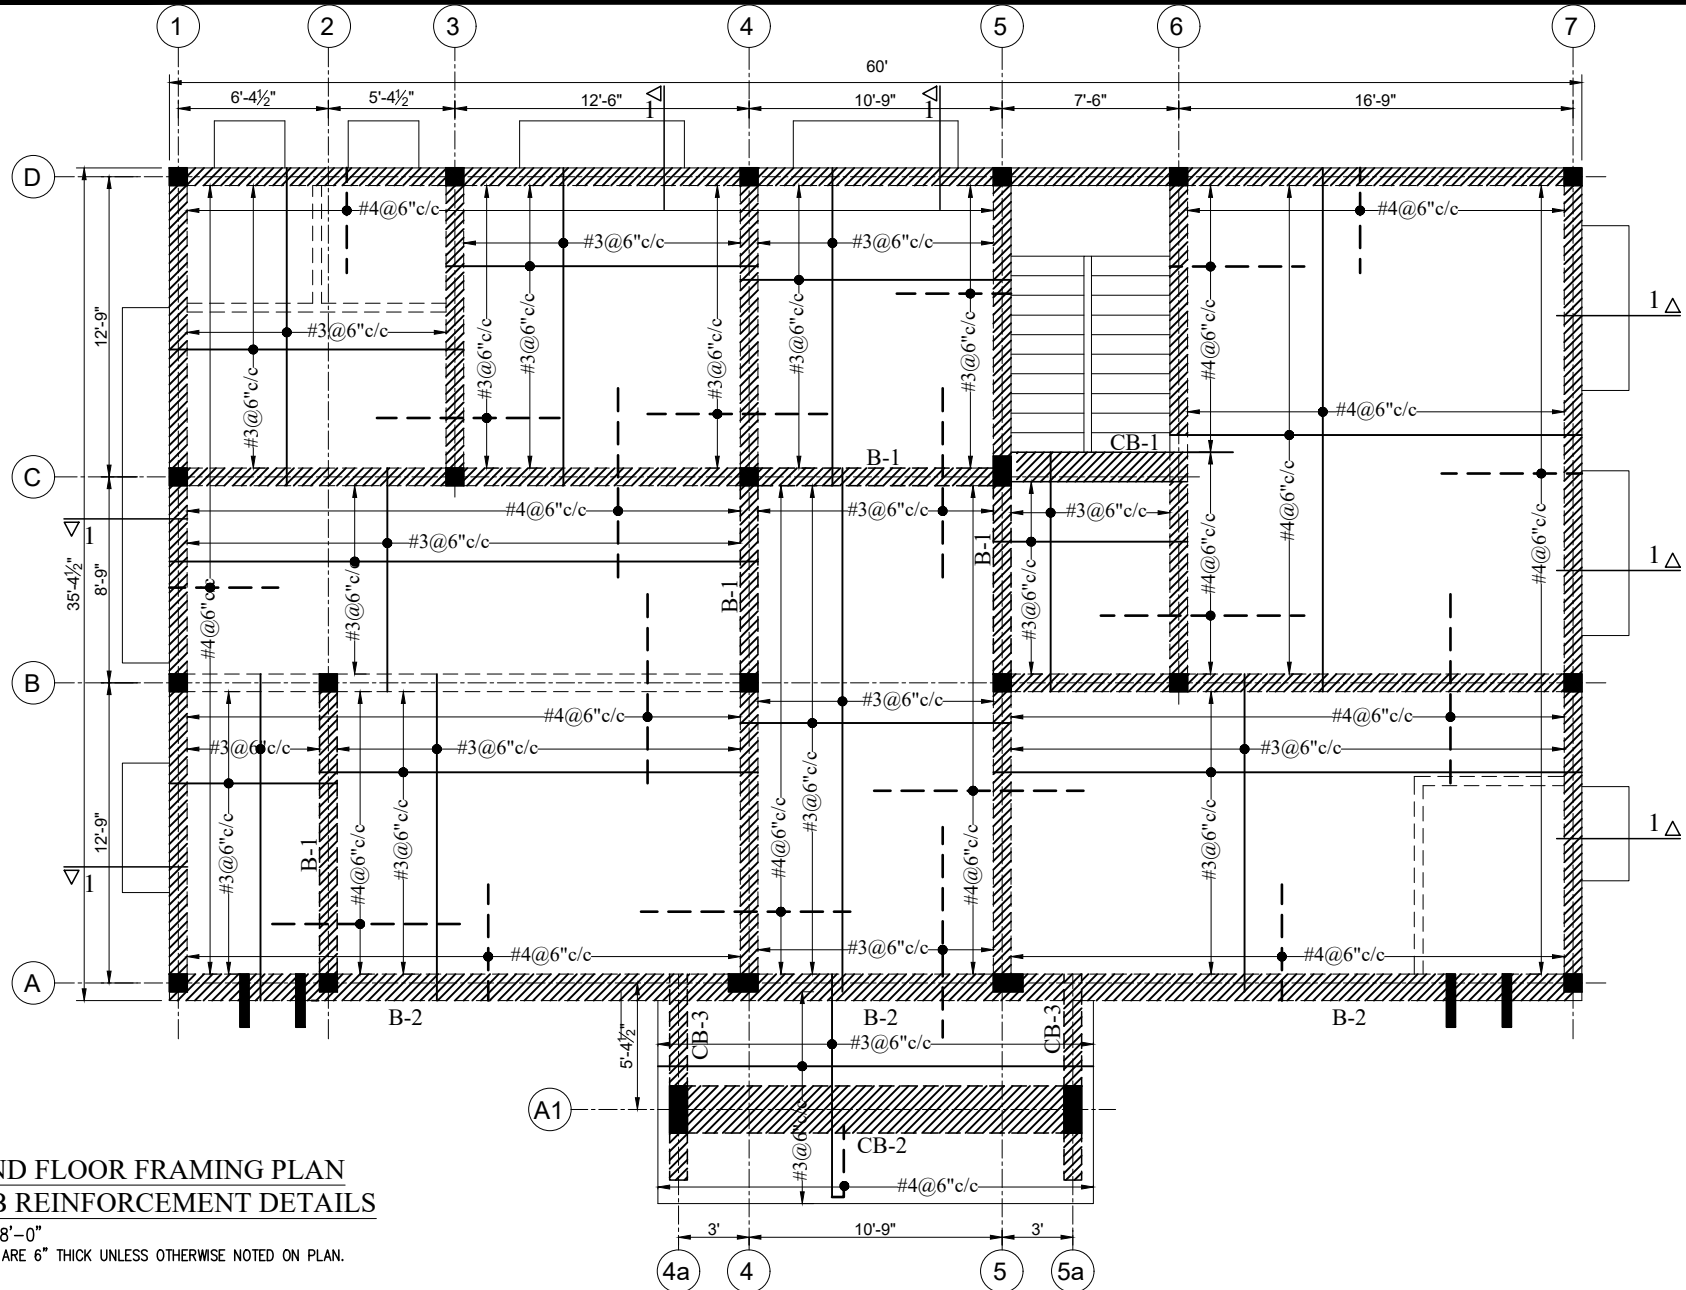 1 2 3 4 5 6 7
60'
6'-4½" 5'-4½" 12'-6" 10'-9" 7'-6" 16'-9"
1 1
D
#4@6"c/c #4@6"c/c
#3@6"c/c #3@6"c/c
1
12'-9"
#3@6"c/c
#3@6"c/c
#3@6"c/c
#3@6"c/c
#3@6"c/c
#3@6"c/c
#3@6"c/c
#4@6"c/c
#3@6"c/c
#4@6"c/c
CB-1
B-1
C
#4@6"c/c #3@6"c/c #3@6"c/c
#4@6"c/c
#4@6"c/c
1
#3@6"c/c
B-1
1
35'-4½"
8'-9"
#4@6"c/c
#3@6"c/c
B-1
#3@6"c/c
#4@6"c/c
B
#3@6"c/c
#4@6"c/c #4@6"c/c
#3@6"c/c #3@6"c/c #3@6"c/c
12'-9"
#3@6"c/c
B-1
#4@6"c/c
#3@6"c/c
#4@6"c/c
#3@6"c/c
#4@6"c/c
#3@6"c/c
1
1
#4@6"c/c #3@6"c/c #4@6"c/c
A
B-2 B-2 B-2
5'-4½"
CB-3
CB-3
#3@6"c/c
A1
#3@6"c/c
CB-2
#4@6"c/c
ND FLOOR FRAMING PLAN
B REINFORCEMENT DETAILS
8'-0"
ARE 6" THICK UNLESS OTHERWISE NOTED ON PLAN.
3' 10'-9" 3'
4a 4 5 5a